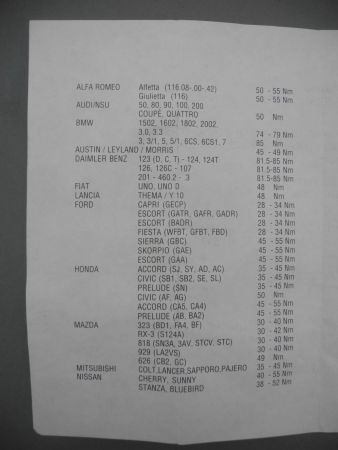 ALFA ROMEO Alfetta (116.08-.00-.42) 50 - 55 Nm
Giulietta (116) 50 - 55 Nm
AUDI/NSU 50, 80, 90, 100, 200
COUPE, QUATTRO 50 Nm
BMW 1502, 1602, 1802, 2002,
3.0, 3.3 74 - 79 Nm
3, 3/1, 5, 5/1, 6CS, 6CS1, 7 85 Nm
AUSTIN / LEYLAND / MORRIS 45 - 49 Nm
DAIMLER BENZ 123 (D, C, T) - 124, 124T 81.5-85 Nm
126, 126C - 107 81.5-85 Nm
201 - 460.2 - 3 81.5-85 Nm
FIAT UNO, UNO D 48 Nm
LANCIA THEMA / Y 10 48 Nm
FORD CAPRI (GECP) 28 - 34 Nm
ESCORT (GATR, GAFR, GADR) 28 - 34 Nm
ESCORT (BADR) 28 - 34 Nm
FIESTA (WFBT, GFBT, FBD) 28 - 34 Nm
SIERRA (GBC) 45 - 55 Nm
SKORPIO (GAE) 45 - 55 Nm
ESCORT (GAA) 45 - 55 Nm
HONDA ACCORD (SJ, SY, AD, AC) 35 - 45 Nm
CIVIC (SB1, SB2, SE, SL) 35 - 45 Nm
PRELUDE (SN) 35 - 45 Nm
CIVIC (AF, AG) 50 Nm
ACCORD (CA5, CA4) 45 - 55 Nm
PRELUDE (AB, BA2) 45 - 55 Nm
MAZDA 323 (BD1, FA4, BF) 30 - 40 Nm
RX-3 (S124A) 30 - 42 Nm
818 (SN3A, 3AV, STCV, STC) 30 - 40 Nm
929 (LA2VS) 30 - 40 Nm
626 (CB2, GC) 49 Nm
MITSUBISHI COLT,LANCER,SAPPORO,PAJERO 35 - 45 Nm
NISSAN CHERRY, SUNNY 40 - 55 Nm
STANZA, BLUEBIRD 38 - 52 Nm